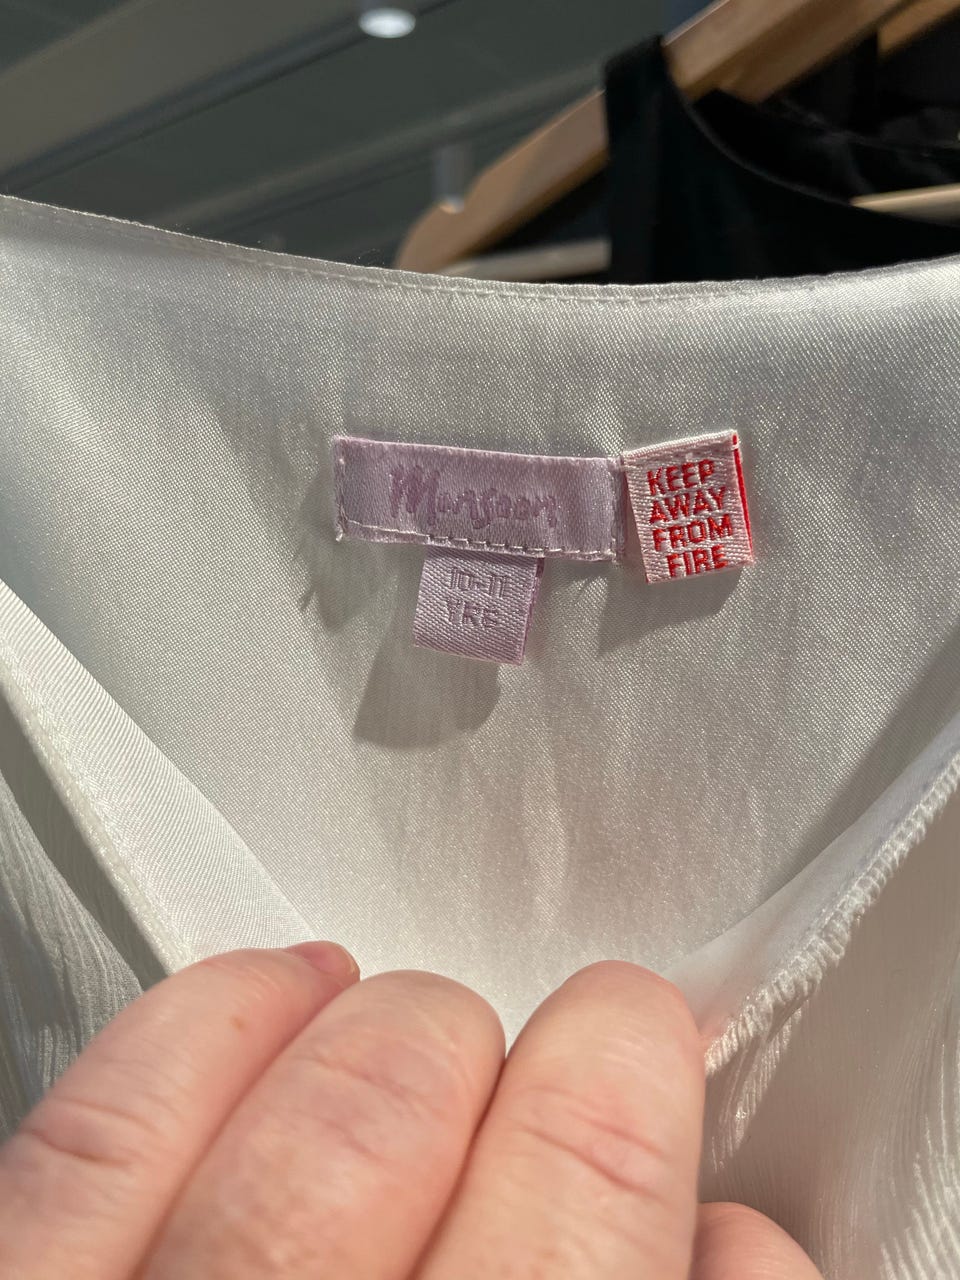 Monsoon
10-11
YRS
KEEP
AWAY
FROM
FIRE